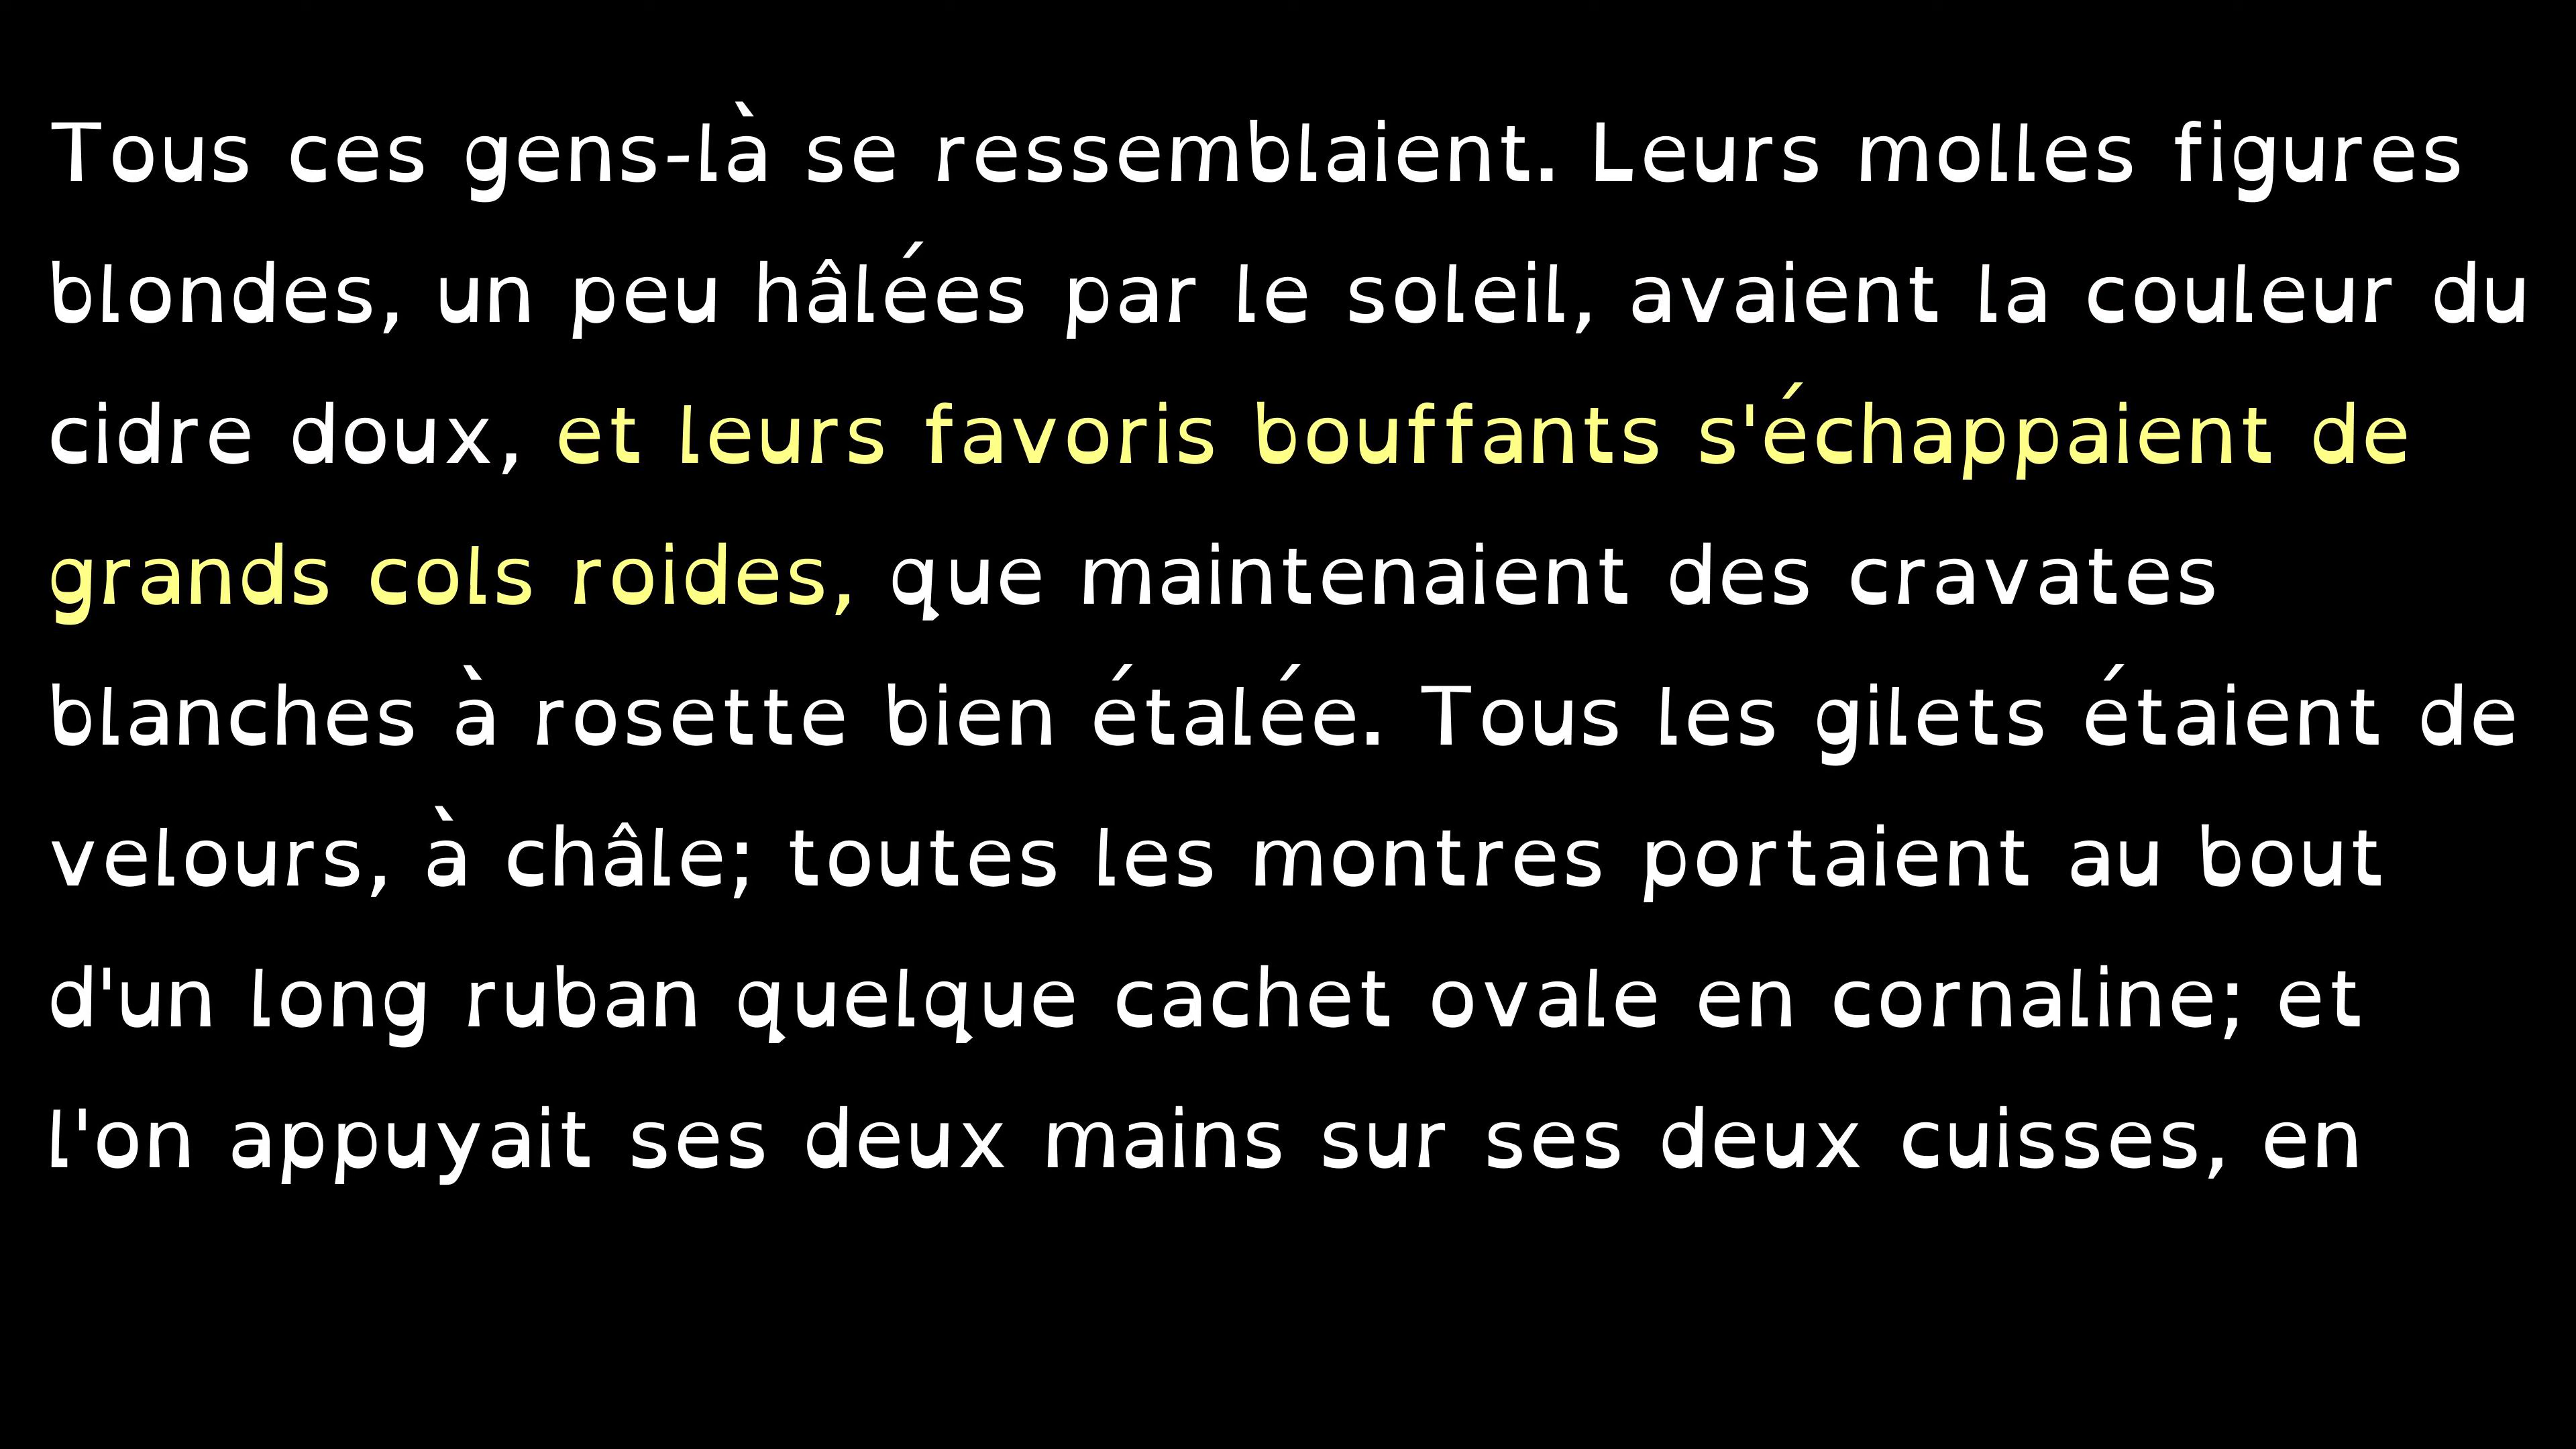 Tous ces gens-là se ressemblaient. Leurs molles figures
blondes, un peu hâlées par le soleil, avaient la couleur du
cidre doux, et leurs favoris bouffants s'échappaient de
grands cols roides, que maintenaient des cravates
blanches à rosette bien étalée. Tous les gilets étaient de
velours, à châle; toutes les montres portaient au bout
d'un long ruban quelque cachet ovale en cornaline; et
l'on appuyait ses deux mains sur ses deux cuisses, en